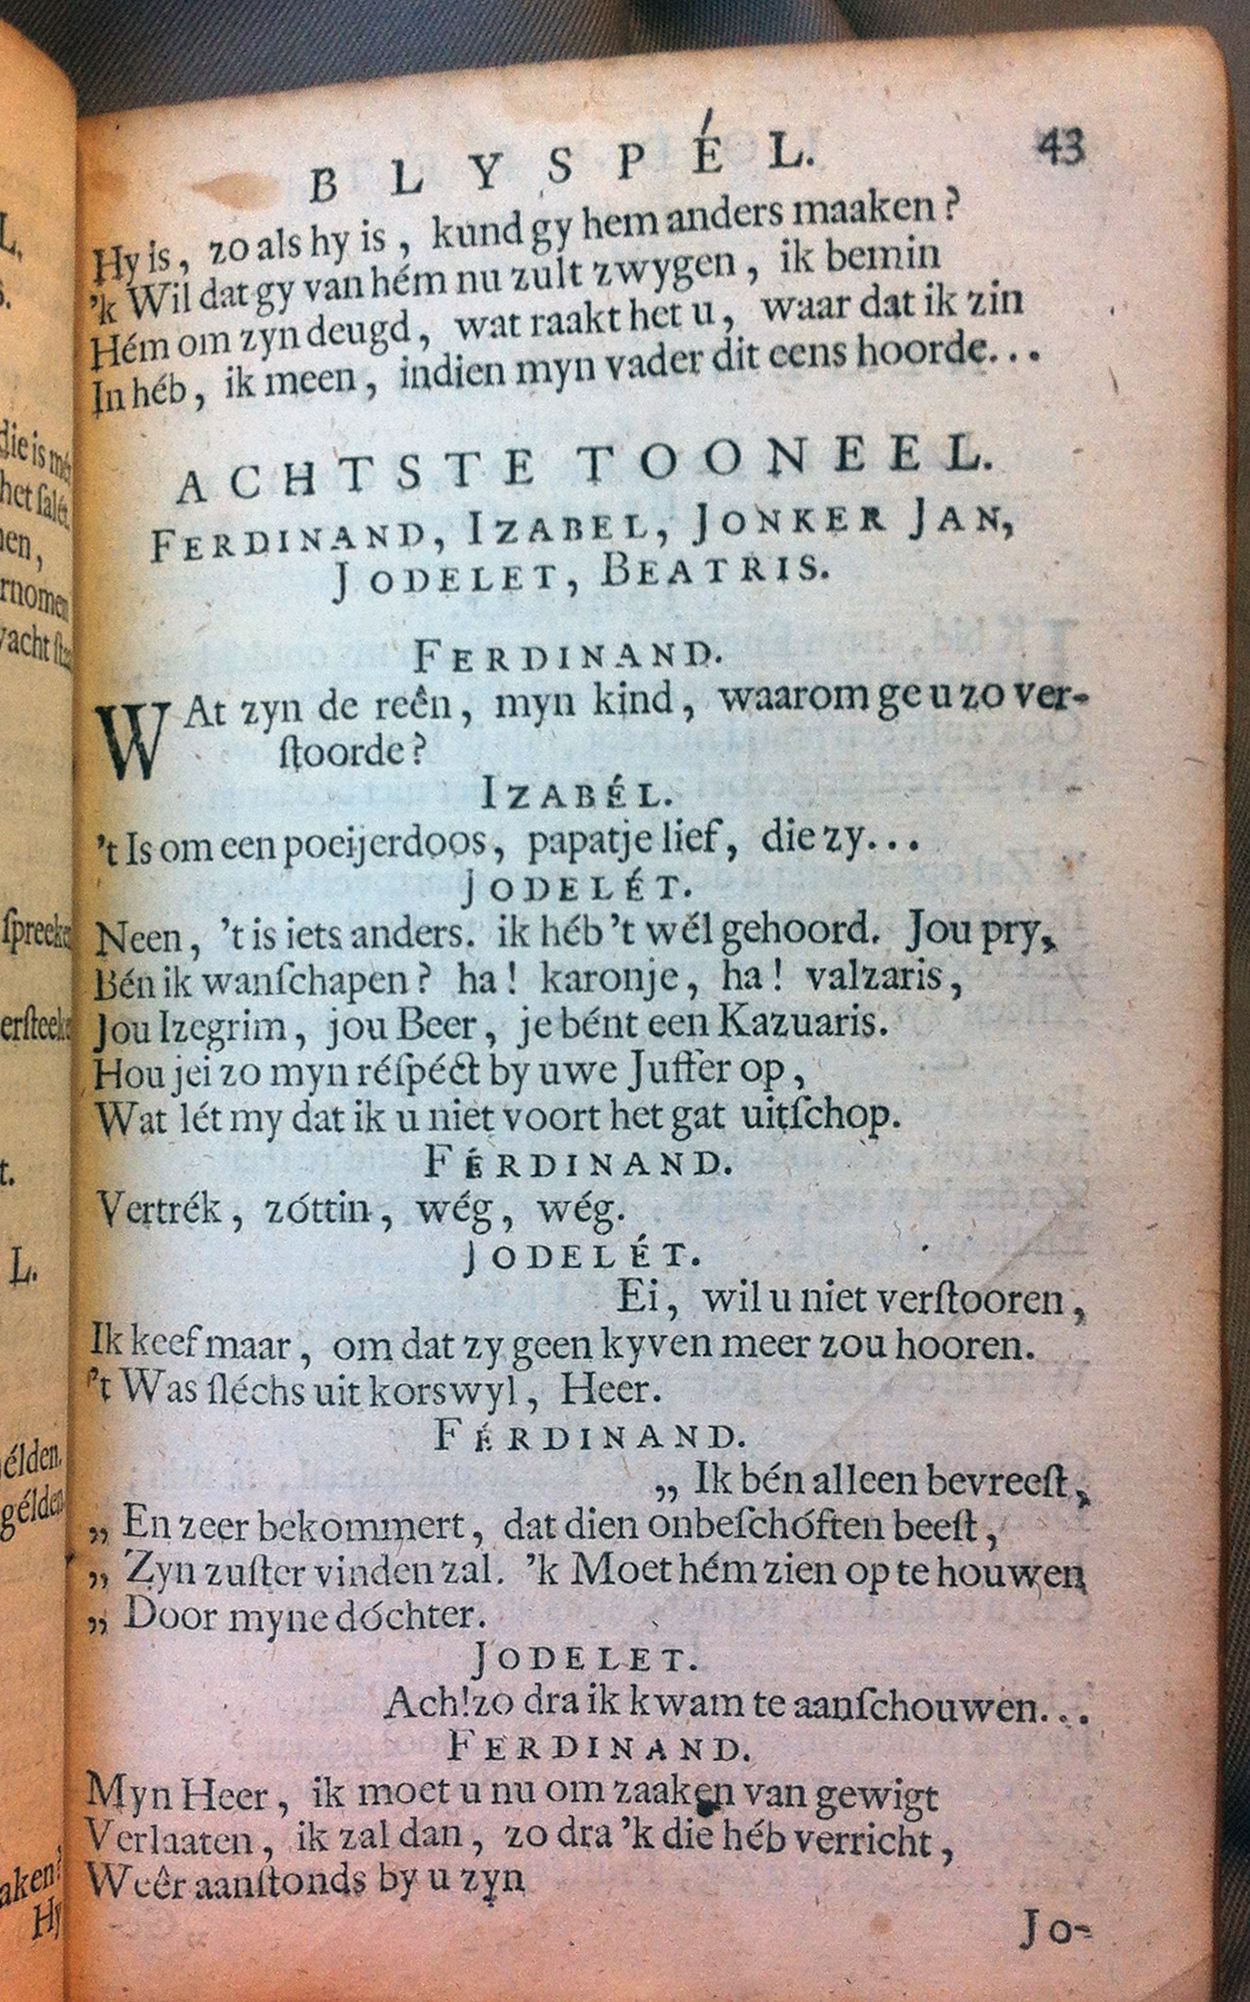 BLYSPÉL. 43
Hy is, zo als hy is, kund gy hem anders maaken?
'k Wil dat gy van hém nu zult zwygen, ik bemin
Hém om zyn deugd, wat raakt het u, waar dat ik zin
In héb, ik meen, indien myn vader dit eens hoorde...
ACHTSTE TOONEEL.
FERDINAND, IZABEL, JONKER JAN,
JODELET, BEATRIS.
FERDINAND.
WAt zyn de reên, myn kind, waarom ge u zo ver-
ſtoorde?
IZABÉL.
't Is om een poeijerdoos, papatje lief, die zy...
JODELÉT.
Neen, 't is iets anders. ik héb 't wél gehoord. Jou pry,
Bén ik wanſchapen? ha! karonje, ha! valzaris,
Jou Izegrim, jou Beer, je bént een Kazuaris.
Hou jei zo myn réſpéct by uwe Juffer op,
Wat lét my dat ik u niet voort het gat uitſchop.
FÉRDINAND.
Vertrék, zóttin, wég, wég.
JODELÉT.
Ei, wil u niet verſtooren,
Ik keef maar, om dat zy geen kyven meer zou hooren.
't Was ſléchs uit korswyl, Heer.
FÉRDINAND.
„ Ik bén alleen bevreeſt,
„ En zeer bekommert, dat dien onbeſchóften beeſt,
„ Zyn zuſter vinden zal. 'k Moet hém zien op te houwen
„ Door myne dóchter.
JODELET.
Ach! zo dra ik kwam te aanſchouwen...
FERDINAND.
Myn Heer, ik moet u nu om zaaken van gewigt
Verlaaten, ik zal dan, zo dra 'k die héb verricht,
Weêr aanſtonds by u zyn
Jo-